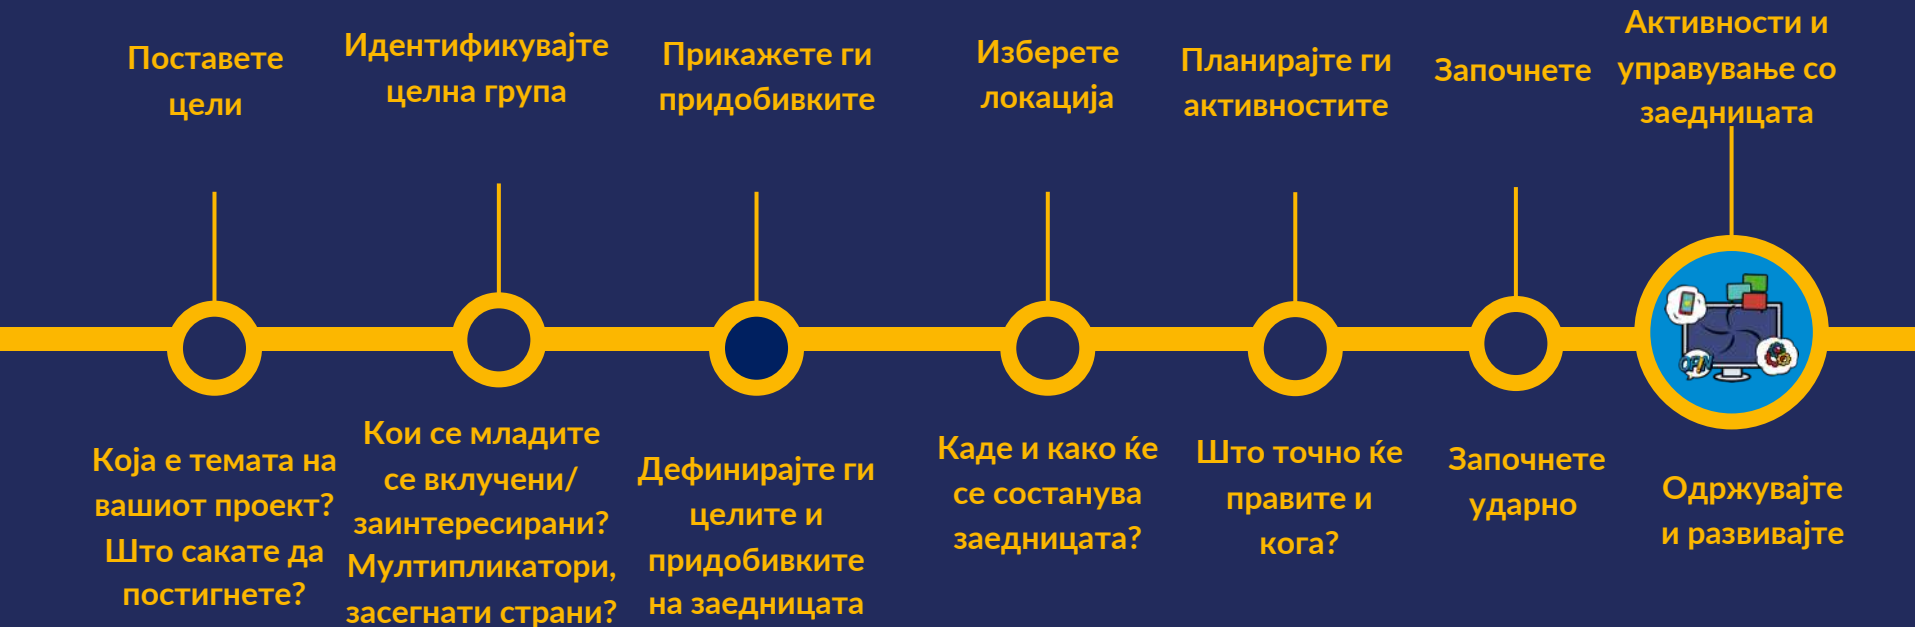 Поставете
цели
Идентификувајте
целна група
Прикажете ги
придобивките
Изберете
локација
Планирајте ги
активностите
Започнете
Активности и
управување со
заедницата
Која е темата на
вашиот проект?
Што сакате да
постигнете?
Кои се младите
се вклучени/
заинтересирани?
Мултипликатори,
засегнати страни?
Дефинирајте ги
целите и
придобивките
на заедницата
Каде и како ќе
се состанува
заедницата?
Што точно ќе
правите и
кога?
Започнете
ударно
Одржувајте
и развивајте